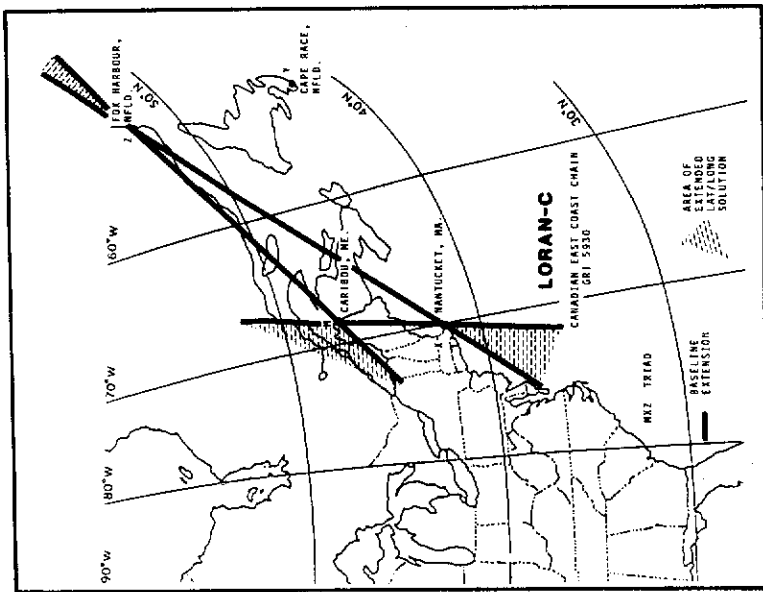 90°W
80°W
70°W
60°W
FOX HARBOUR,
NFLD.
Z
50°N
CAPE RACE,
NFLD.
Y
40°N
30°N
CARIBOU, ME.
M
NANTUCKET, MA.
X
LORAN-C
CANADIAN EAST COAST CHAIN
GRI 5930
MXZ TRIAD
BASELINE
EXTENSION
AREA OF
EXTENDED
LAT/LONG
SOLUTION